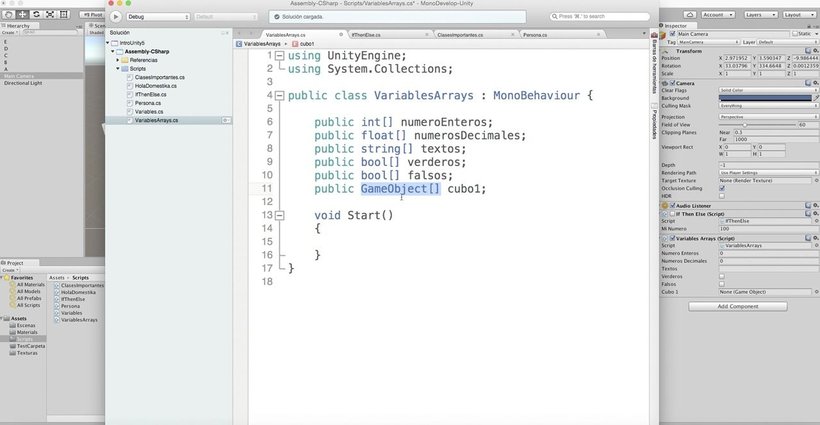 Assembly-CSharp - Scripts/VariablesArrays.cs* - MonoDevelop-Unity
Debug
Default
Solución cargada.
Press '⌘.' to search
Pivot
Account
Layers
Layout
Hierarchy
Create
E
D
A
Main Camera
Directional Light
Solución
IntroUnity5
Assembly-CSharp
Referencias
Scripts
ClasesImportantes.cs
HolaDomestika.cs
IfThenElse.cs
Persona.cs
Variables.cs
VariablesArrays.cs
VariablesArrays.cs
IfThenElse.cs
ClasesImportantes.cs
Persona.cs
VariablesArrays
cubo1
1 using UnityEngine;
2 using System.Collections;
3
4 public class VariablesArrays : MonoBehaviour {
5
6 public int[] numeroEnteros;
7 public float[] numerosDecimales;
8 public string[] textos;
9 public bool[] verderos;
10 public bool[] falsos;
11 public GameObject[] cubo1;
12
13 void Start()
14 {
15
16 }
17 }
18
Barras de herramientas
Propiedades
Project
Create
Favorites
All Materials
All Models
All Prefabs
All Scripts
Assets
Escenas
Materials
Scripts
TestCarpeta
Texturas
Assets
Scripts
ClasesImportantes
HolaDomestika
IfThenElse
Persona
Variables
VariablesArrays
Inspector
Main Camera
Static
Tag MainCamera
Layer Default
Transform
Position X 2.971952 Y 3.590347 Z -9.986444
Rotation X 13.03796 Y 334.6648 Z 0.0012359
Scale X 1 Y 1 Z 1
Camera
Clear Flags Solid Color
Background
Culling Mask Everything
Projection Perspective
Field of View 60
Clipping Planes Near 0.3
Far 1000
Viewport Rect X 0 Y 0
W 1 H 1
Depth -1
Rendering Path Use Player Settings
Target Texture None (Render Texture)
Occlusion Culling
HDR
Audio Listener
If Then Else (Script)
Script IfThenElse
Mi Numero 100
Variables Arrays (Script)
Script VariablesArrays
Numero Enteros 0
Numeros Decimales 0
Textos
Verderos
Falsos
Cubo 1 None (Game Object)
Add Component